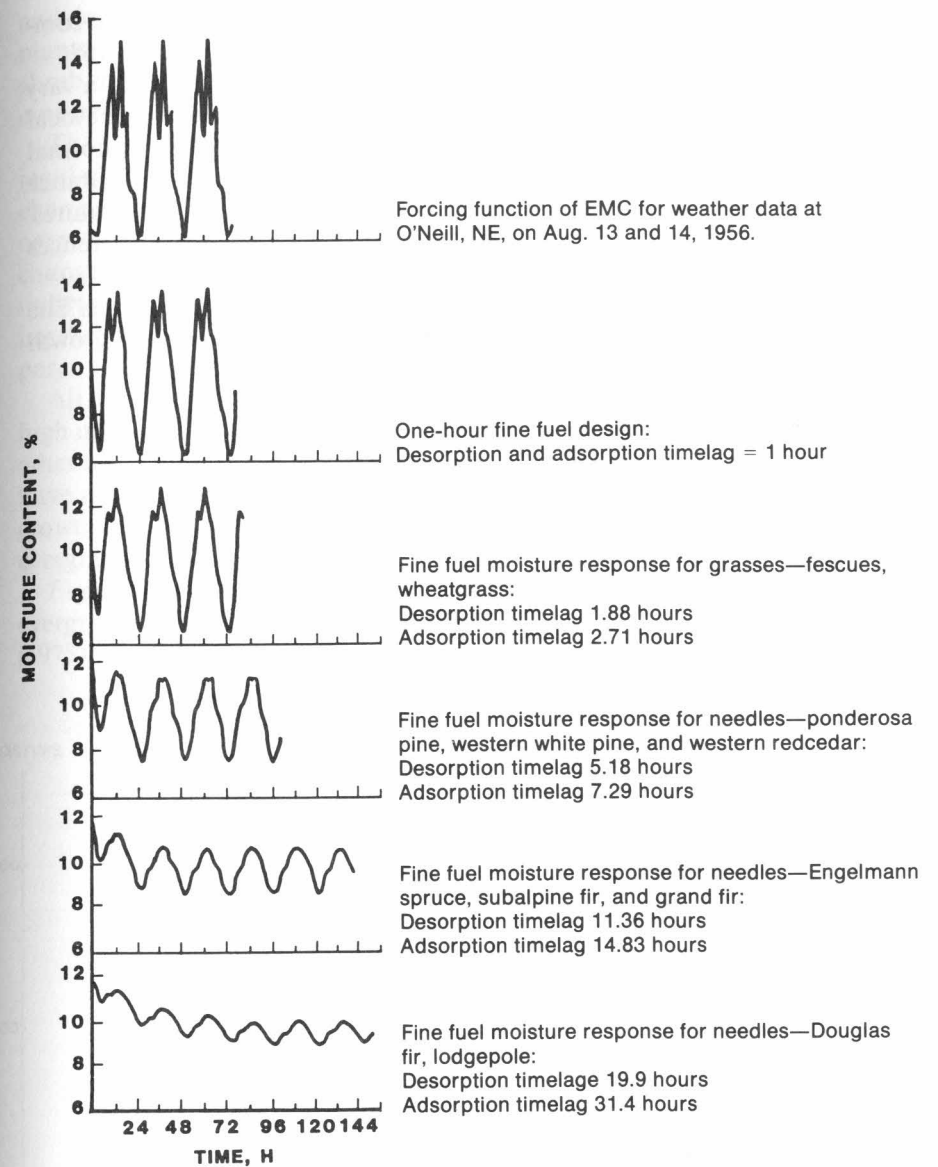 16
14
12
10
8
6
Forcing function of EMC for weather data at
O'Neill, NE, on Aug. 13 and 14, 1956.
14
12
10
8
6
One-hour fine fuel design:
Desorption and adsorption timelag = 1 hour
12
10
8
6
Fine fuel moisture response for grasses—fescues,
wheatgrass:
Desorption timelag 1.88 hours
Adsorption timelag 2.71 hours
MOISTURE CONTENT, %
12
10
8
6
Fine fuel moisture response for needles—ponderosa
pine, western white pine, and western redcedar:
Desorption timelag 5.18 hours
Adsorption timelag 7.29 hours
12
10
8
6
Fine fuel moisture response for needles—Engelmann
spruce, subalpine fir, and grand fir:
Desorption timelag 11.36 hours
Adsorption timelag 14.83 hours
12
10
8
6
Fine fuel moisture response for needles—Douglas
fir, lodgepole:
Desorption timelage 19.9 hours
Adsorption timelag 31.4 hours
24 48 72 96 120 144
TIME, H